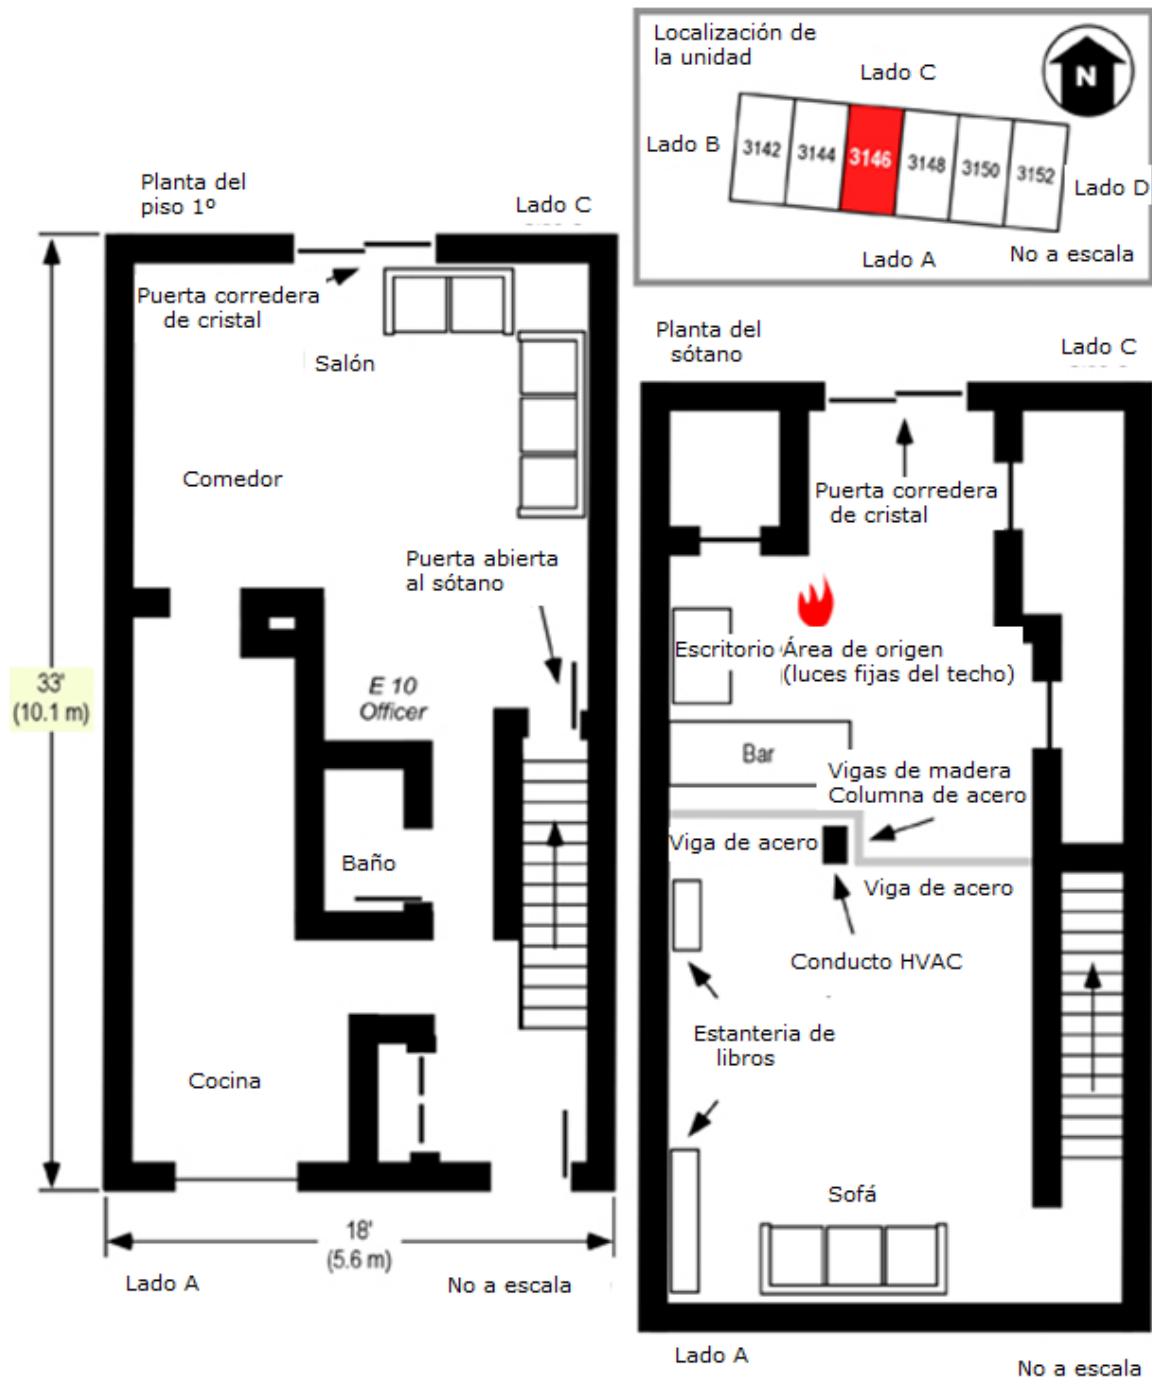 Localización de
la unidad
N
Lado C
Lado B
3142
3144
3146
3148
3150
3152
Lado D
Lado A
No a escala
Planta del
piso 1º
Lado C
Puerta corredera
de cristal
Salón
Comedor
Puerta abierta
al sótano
33'
(10.1 m)
E 10
Officer
Baño
Cocina
18'
(5.6 m)
Lado A
No a escala
Planta del
sótano
Lado C
Puerta corredera
de cristal
Escritorio
Área de origen
(luces fijas del techo)
Bar
Vigas de madera
Columna de acero
Viga de acero
Viga de acero
Conducto HVAC
Estanteria de
libros
Sofá
Lado A
No a escala